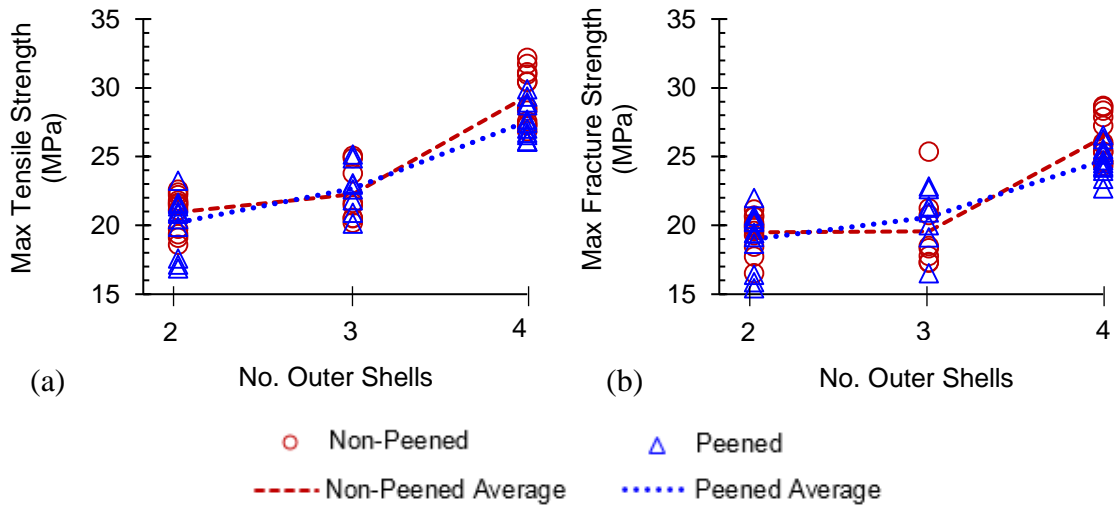 Max Tensile Strength
(MPa)
35
30
25
20
15
2 3 4
No. Outer Shells
(a)
Max Fracture Strength
(MPa)
35
30
25
20
15
2 3 4
No. Outer Shells
(b)
Non-Peened
Peened
Non-Peened Average
Peened Average